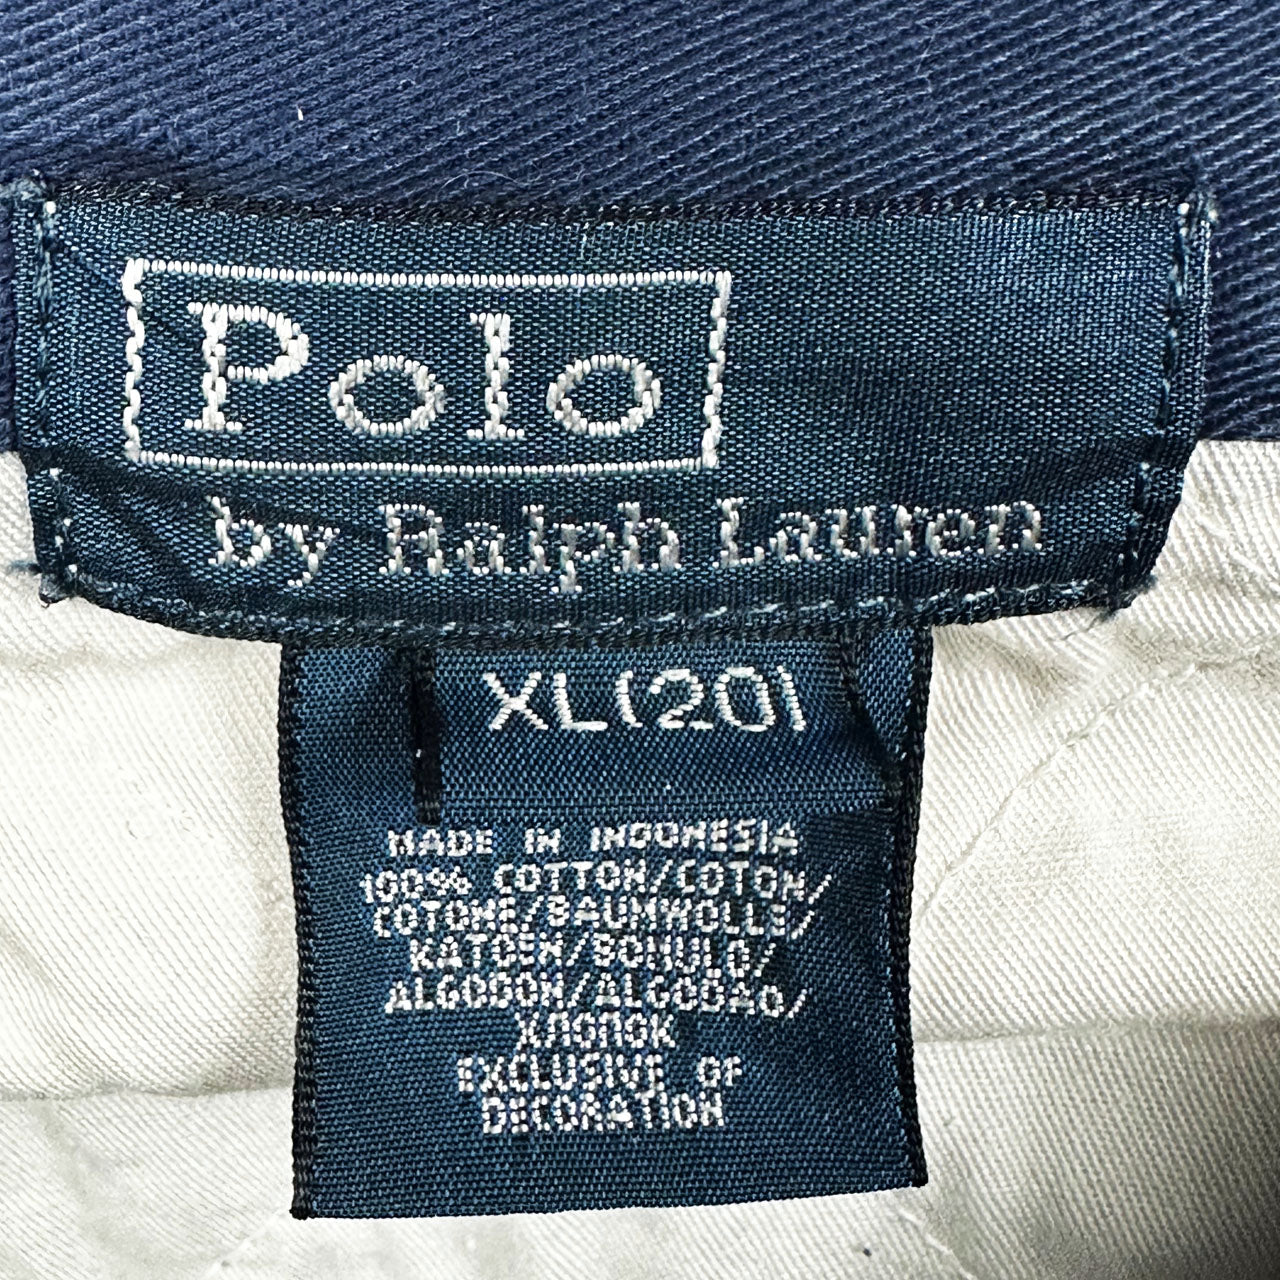 Polo
by Ralph Lauren
XL(20)
MADE IN INDONESIA
100% COTTON/COTON/
COTONE/BAUMWOLLE/
KATOEN/BOMULD/
ALGODON/ALGODAO/
ХЛОПОК
EXCLUSIVE OF
DECORATION